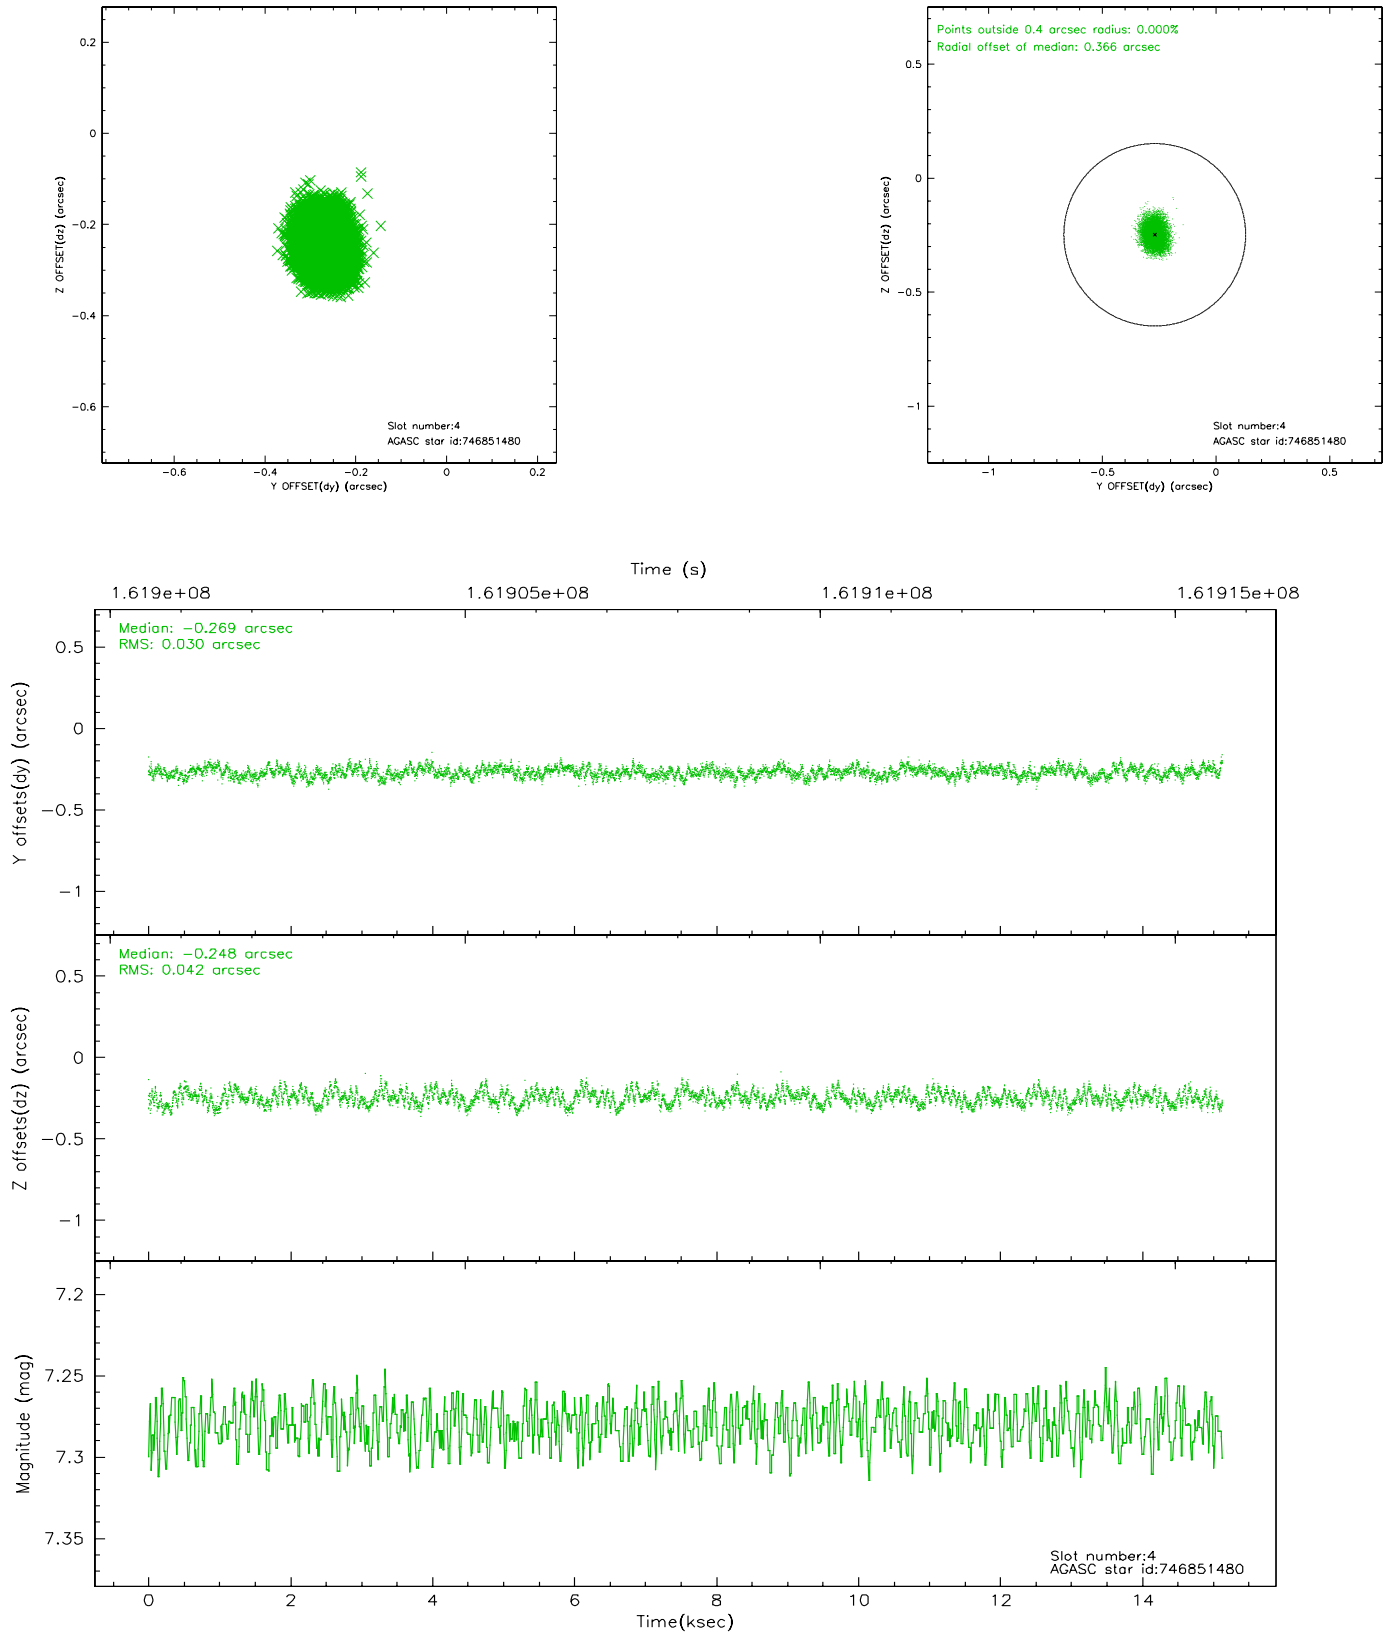 0.2
0
-0.2
-0.4
-0.6
Z OFFSET(dz) (arcsec)
Slot number:4
AGASC star id:746851480
-0.6 -0.4 -0.2 0 0.2
Y OFFSET(dy) (arcsec)
Points outside 0.4 arcsec radius: 0.000%
Radial offset of median: 0.366 arcsec
0.5
0
-0.5
-1
Z OFFSET(dz) (arcsec)
Slot number:4
AGASC star id:746851480
-1 -0.5 0 0.5
Y OFFSET(dy) (arcsec)
Time (s)
1.619e+08 1.61905e+08 1.6191e+08 1.61915e+08
Median: -0.269 arcsec
RMS: 0.030 arcsec
0.5
0
-0.5
-1
Y offsets(dy) (arcsec)
Median: -0.248 arcsec
RMS: 0.042 arcsec
0.5
0
-0.5
-1
Z offsets(dz) (arcsec)
7.2
7.25
7.3
7.35
Magnitude (mag)
Slot number:4
AGASC star id:746851480
0 2 4 6 8 10 12 14
Time(ksec)